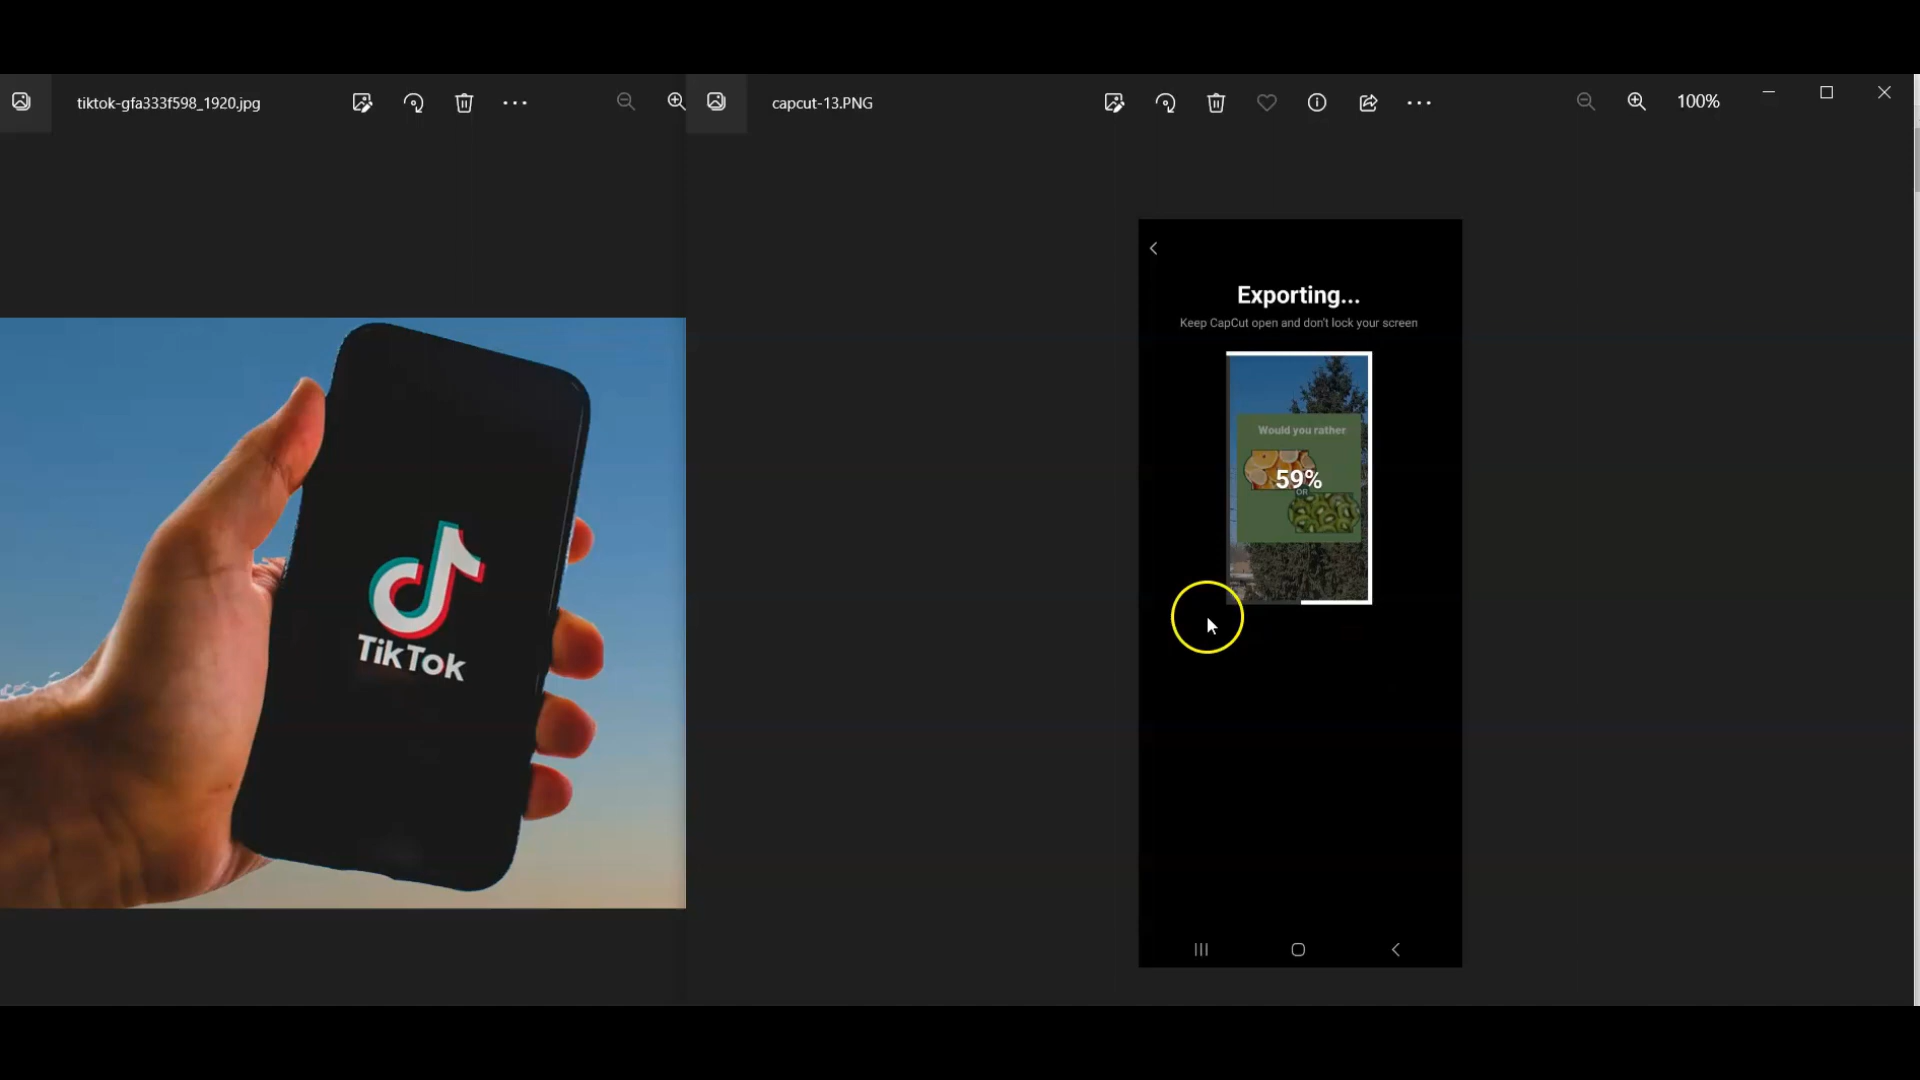 tiktok-gfa333f598_1920.jpg
capcut-13.PNG
100%
TikTok
Exporting...
Keep CapCut open and don't lock your screen
Would you rather
59%
OR